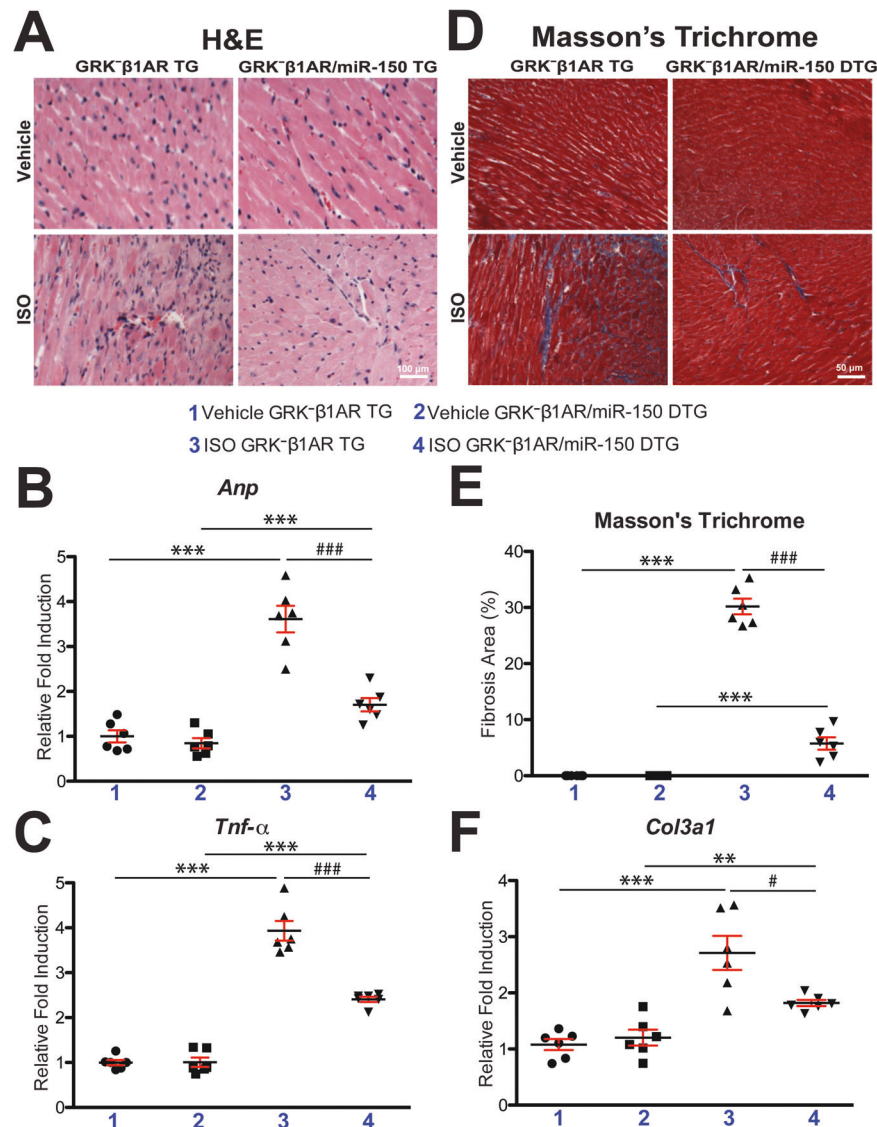 A
H&E
GRK⁻β1AR TG
GRK⁻β1AR/miR-150 TG
Vehicle
ISO
100 µm
D
Masson's Trichrome
GRK⁻β1AR TG
GRK⁻β1AR/miR-150 DTG
Vehicle
ISO
50 µm
1 Vehicle GRK⁻β1AR TG
2 Vehicle GRK⁻β1AR/miR-150 DTG
3 ISO GRK⁻β1AR TG
4 ISO GRK⁻β1AR/miR-150 DTG
B
Anp
***
***
###
Relative Fold Induction
5
4
3
2
1
0
1 2 3 4
E
Masson's Trichrome
***
###
***
Fibrosis Area (%)
40
30
20
10
0
1 2 3 4
C
Tnf-α
***
***
###
Relative Fold Induction
5
4
3
2
1
0
1 2 3 4
F
Col3a1
**
***
#
Relative Fold Induction
4
3
2
1
0
1 2 3 4